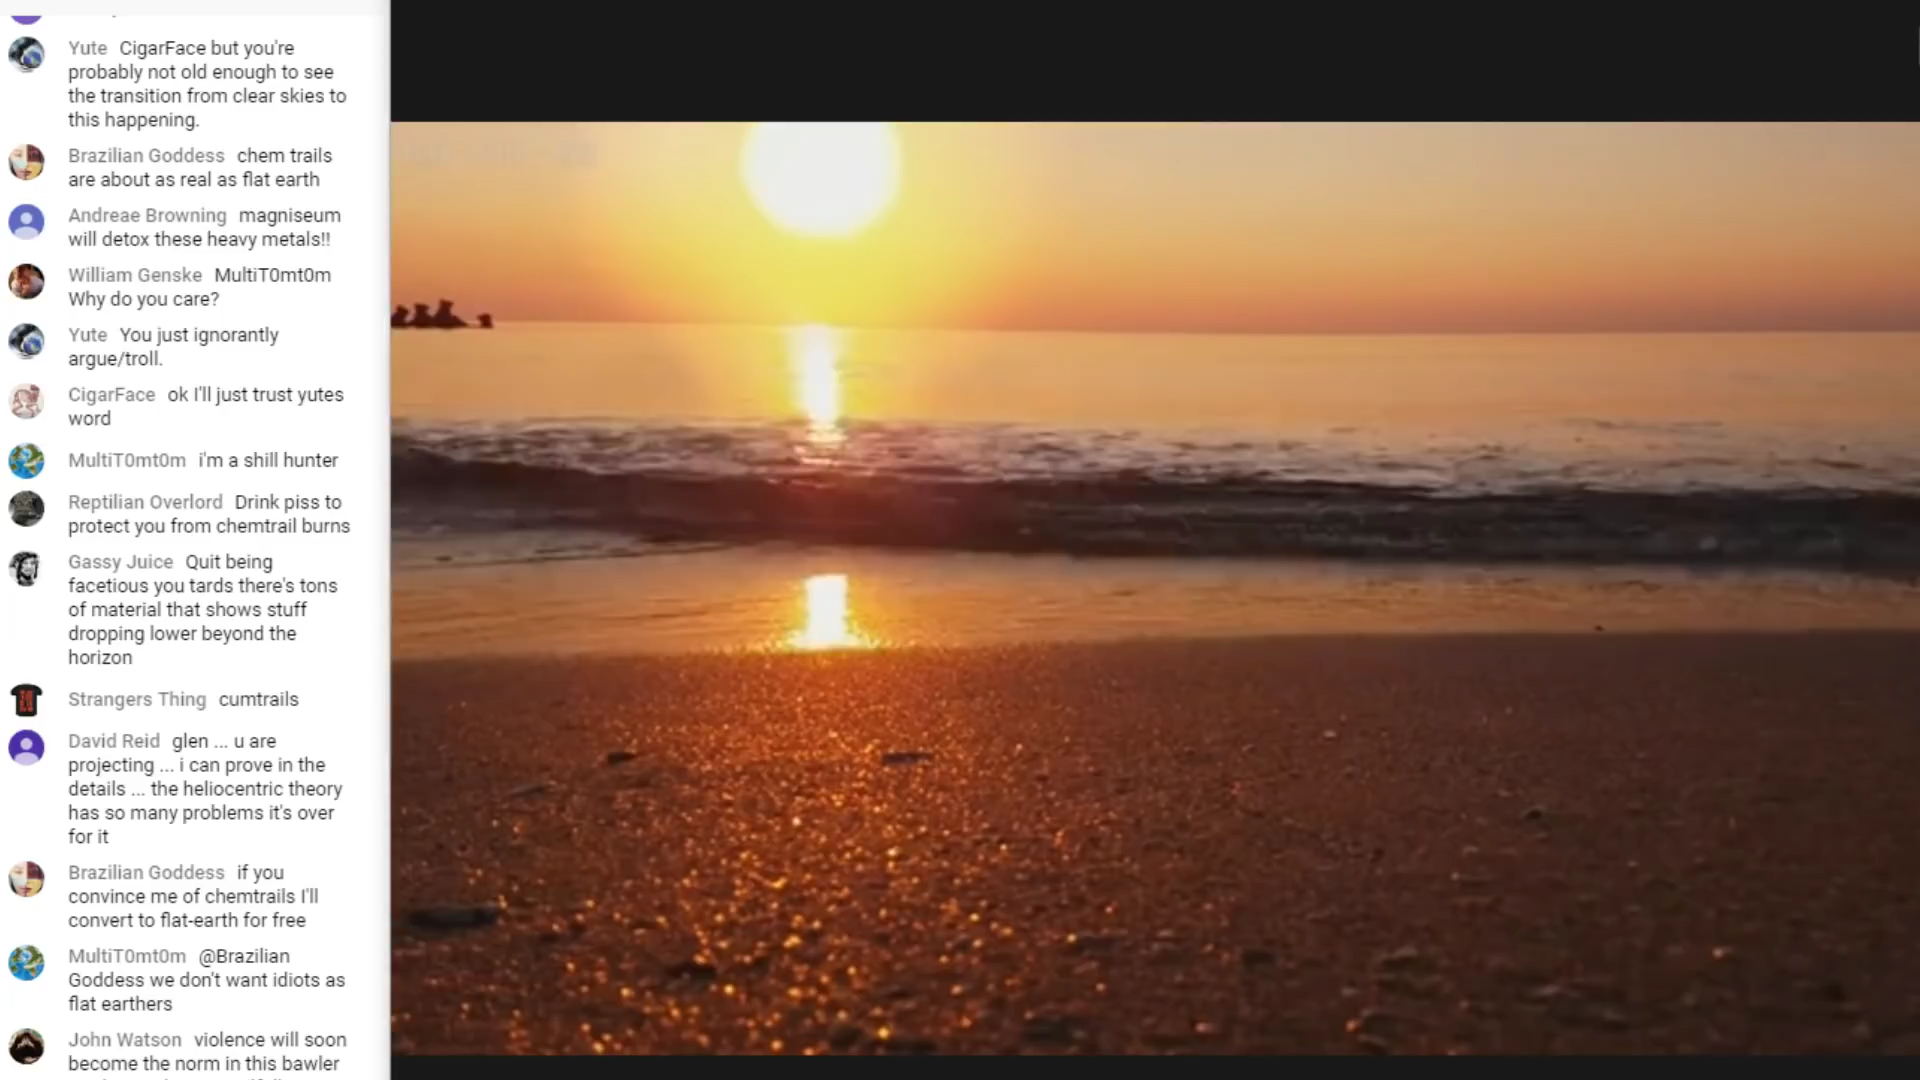 Yute CigarFace but you're
probably not old enough to see
the transition from clear skies to
this happening.
Brazilian Goddess chem trails
are about as real as flat earth
Andreae Browning magniseum
will detox these heavy metals!!
William Genske MultiT0mt0m
Why do you care?
Yute You just ignorantly
argue/troll.
CigarFace ok I'll just trust yutes
word
MultiT0mt0m i'm a shill hunter
Reptilian Overlord Drink piss to
protect you from chemtrail burns
Gassy Juice Quit being
facetious you tards there's tons
of material that shows stuff
dropping lower beyond the
horizon
Strangers Thing cumtrails
David Reid glen ... u are
projecting ... i can prove in the
details ... the heliocentric theory
has so many problems it's over
for it
Brazilian Goddess if you
convince me of chemtrails I'll
convert to flat-earth for free
MultiT0mt0m @Brazilian
Goddess we don't want idiots as
flat earthers
John Watson violence will soon
become the norm in this bawler